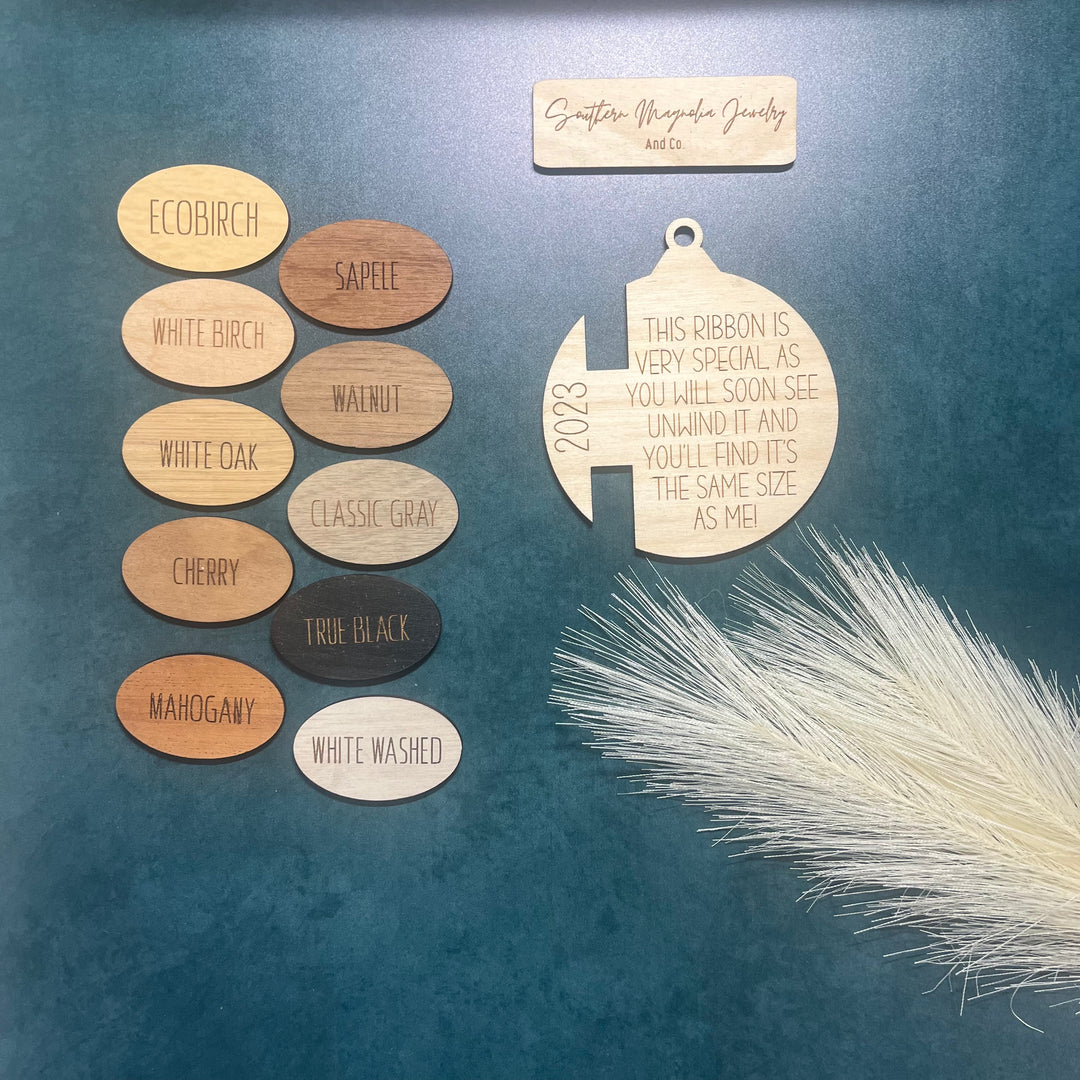 Southern Magnolia Jewelry
And Co.
ECOBIRCH
SAPELE
WHITE BIRCH
WALNUT
WHITE OAK
CLASSIC GRAY
CHERRY
TRUE BLACK
MAHOGANY
WHITE WASHED
2023
THIS RIBBON IS
VERY SPECIAL, AS
YOU WILL SOON SEE
UNWIND IT AND
YOU'LL FIND IT'S
THE SAME SIZE
AS ME!